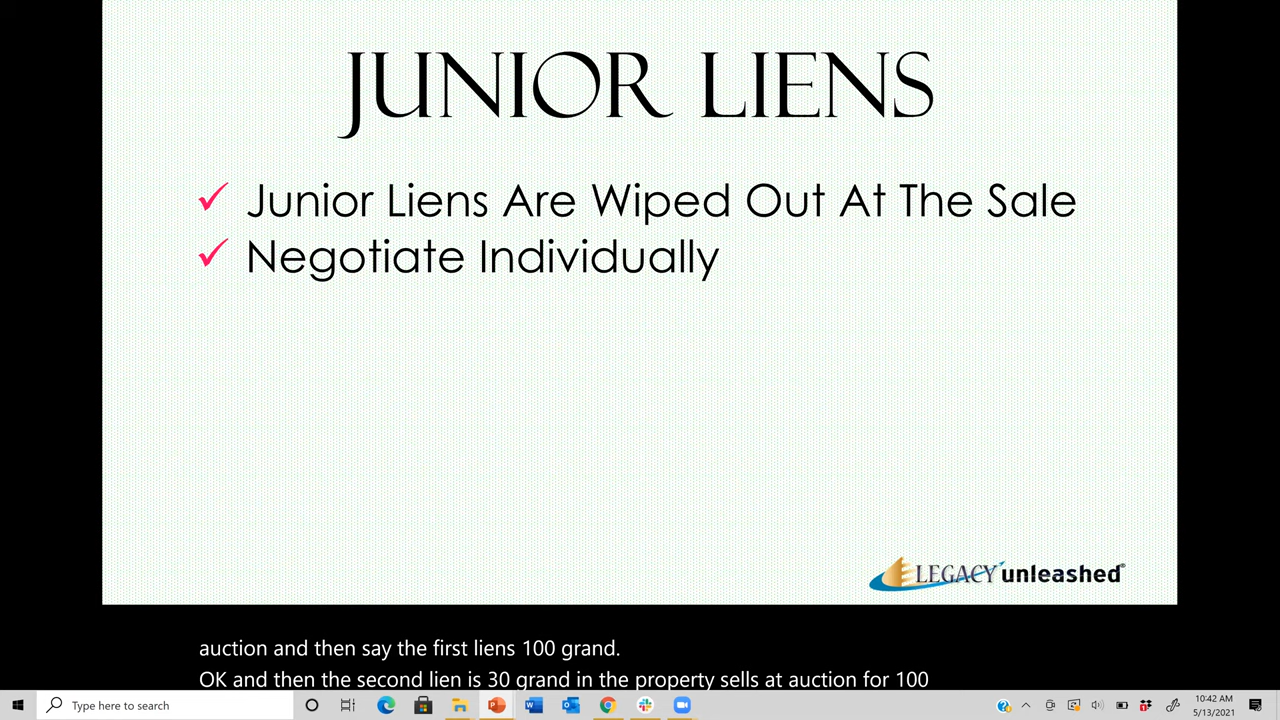 JUNIOR LIENS
✓ Junior Liens Are Wiped Out At The Sale
✓ Negotiate Individually
LEGACY unleashed®
auction and then say the first liens 100 grand.
OK and then the second lien is 30 grand in the property sells at auction for 100
Type here to search
10:42 AM
5/13/2021